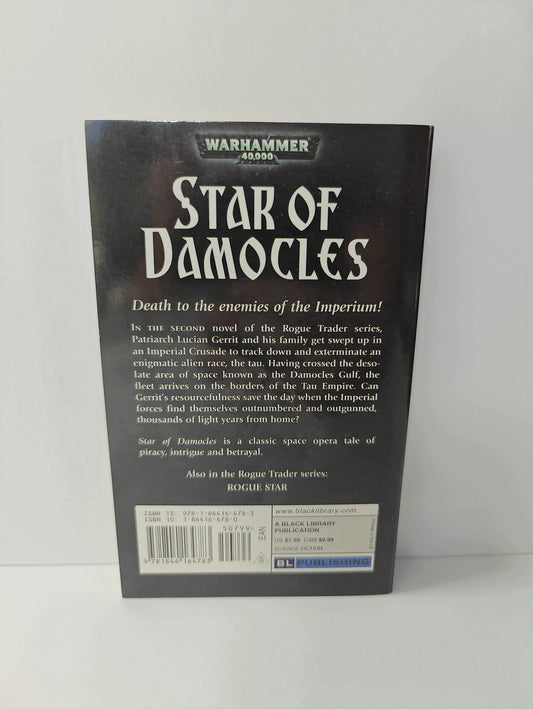 WARHAMMER
40,000
STAR OF
DAMOCLES
Death to the enemies of the Imperium!
IN THE SECOND novel of the Rogue Trader series,
Patriarch Lucian Gerrit and his family get swept up in
an Imperial Crusade to track down and exterminate an
enigmatic alien race, the tau. Having crossed the deso-
late area of space known as the Damocles Gulf, the
fleet arrives on the borders of the Tau Empire. Can
Gerrit's resourcefulness save the day when the Imperial
forces find themselves outnumbered and outgunned,
thousands of light years from home?
Star of Damocles is a classic space opera tale of
piracy, intrigue and betrayal.
Also in the Rogue Trader series:
ROGUE STAR
ISBN 13: 978-1-84416-478-3
ISBN 10: 1-84416-478-0
50799
EAN
S
9 781844 164783
www.blacklibrary.com
A BLACK LIBRARY
PUBLICATION
US $7.99 CAN $9.99
SCIENCE FICTION
BL PUBLISHING